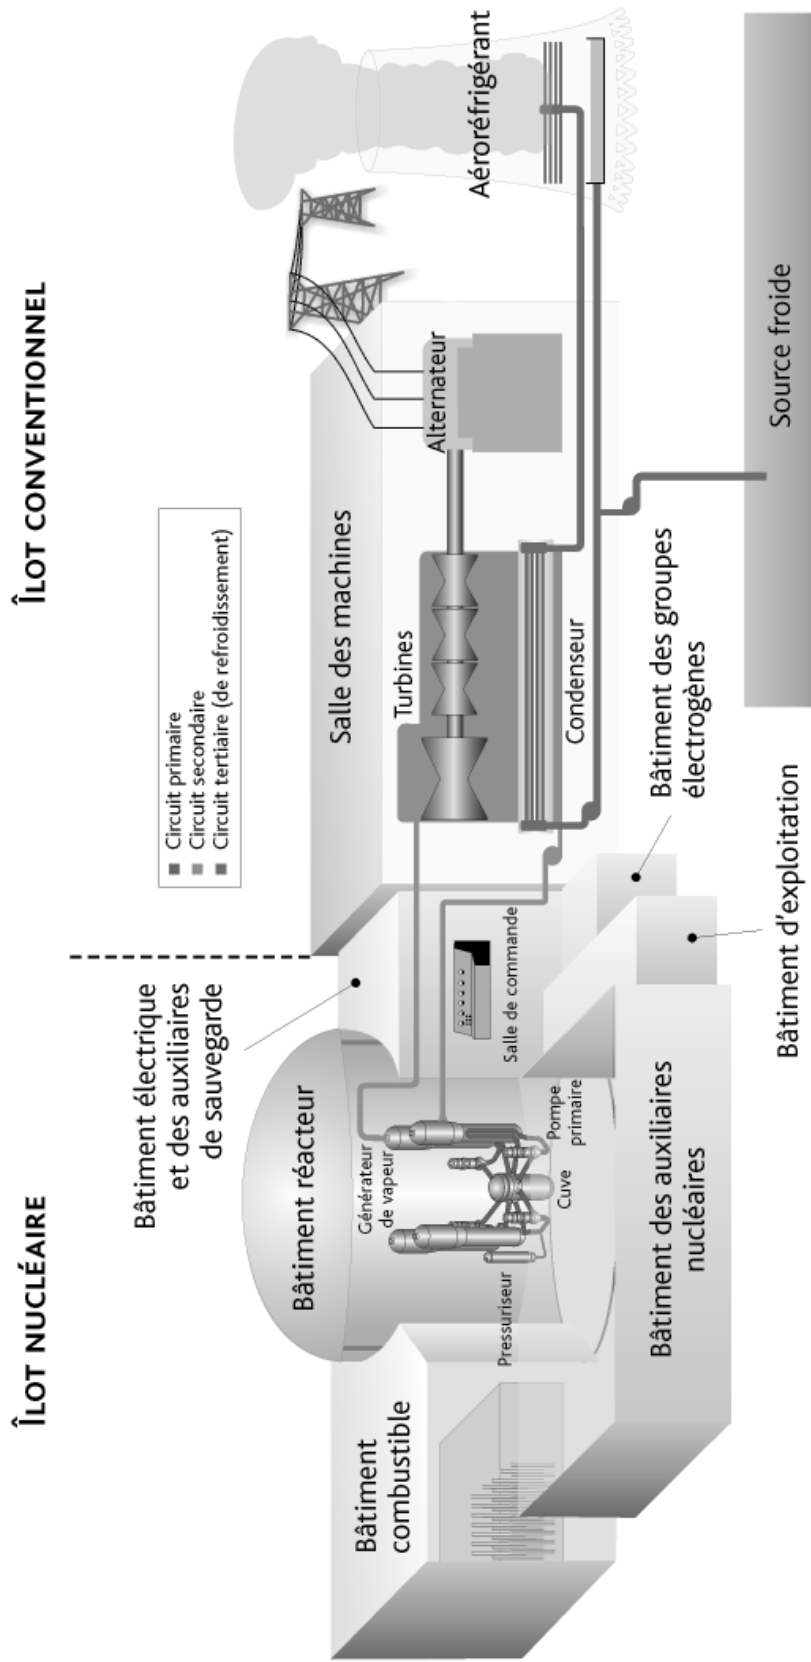 ÎLOT NUCLÉAIRE
ÎLOT CONVENTIONNEL
Circuit primaire
Circuit secondaire
Circuit tertiaire (de refroidissement)
Bâtiment électrique
et des auxiliaires
de sauvegarde
Bâtiment réacteur
Salle des machines
Bâtiment
combustible
Générateur
de vapeur
Turbines
Alternateur
Aéroréfrigérant
Pressuriseur
Cuve
Pompe
primaire
Salle de commande
Condenseur
Bâtiment des auxiliaires
nucléaires
Bâtiment d’exploitation
Bâtiment des groupes
électrogènes
Source froide